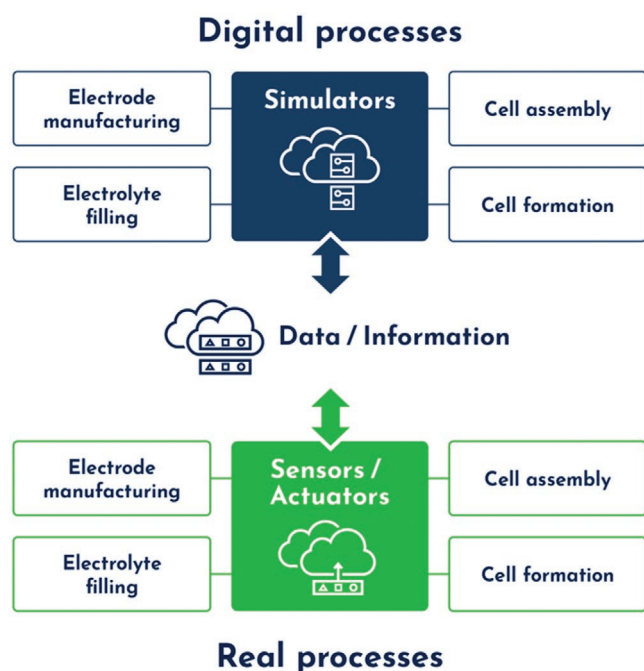 Digital processes
Electrode
manufacturing
Simulators
Cell assembly
Electrolyte
filling
Cell formation
Data / Information
Electrode
manufacturing
Sensors /
Actuators
Cell assembly
Electrolyte
filling
Cell formation
Real processes